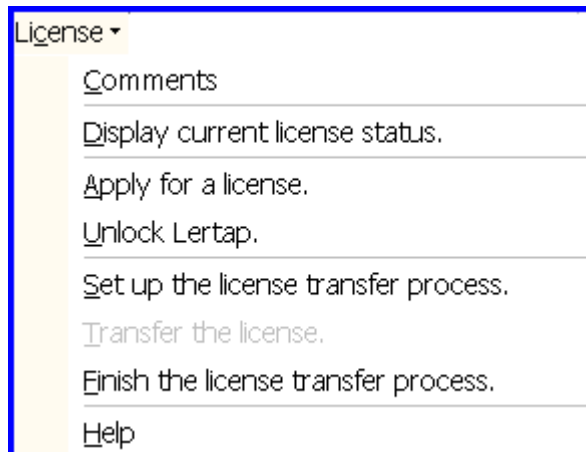 License
Comments
Display current license status.
Apply for a license.
Unlock Lertap.
Set up the license transfer process.
Transfer the license.
Finish the license transfer process.
Help